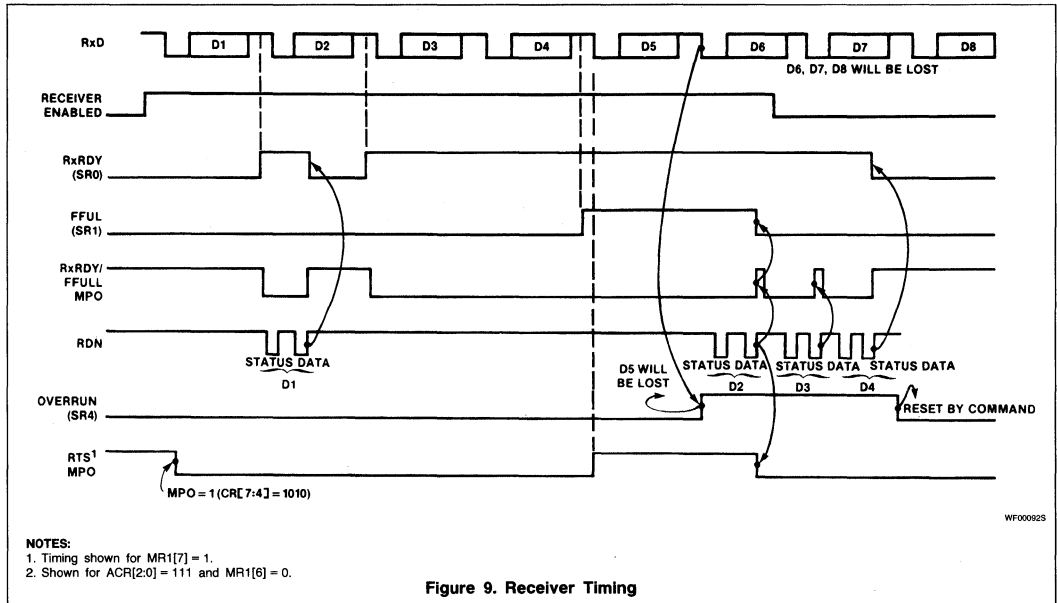 RxD
D1 D2 D3 D4 D5 D6 D7 D8
D6, D7, D8 WILL BE LOST
RECEIVER
ENABLED
RxRDY
(SR0)
FFUL
(SR1)
RxRDY/
FFULL
MPO
RDN
STATUS DATA
D1
STATUS DATA
D2
STATUS DATA
D3
STATUS DATA
D4
D5 WILL
BE LOST
OVERRUN
(SR4)
RESET BY COMMAND
RTS1
MPO
MPO = 1 (CR[7:4] = 1010)
WF00092S
NOTES:
1. Timing shown for MR1[7] = 1.
2. Shown for ACR[2:0] = 111 and MR1[6] = 0.
Figure 9. Receiver Timing